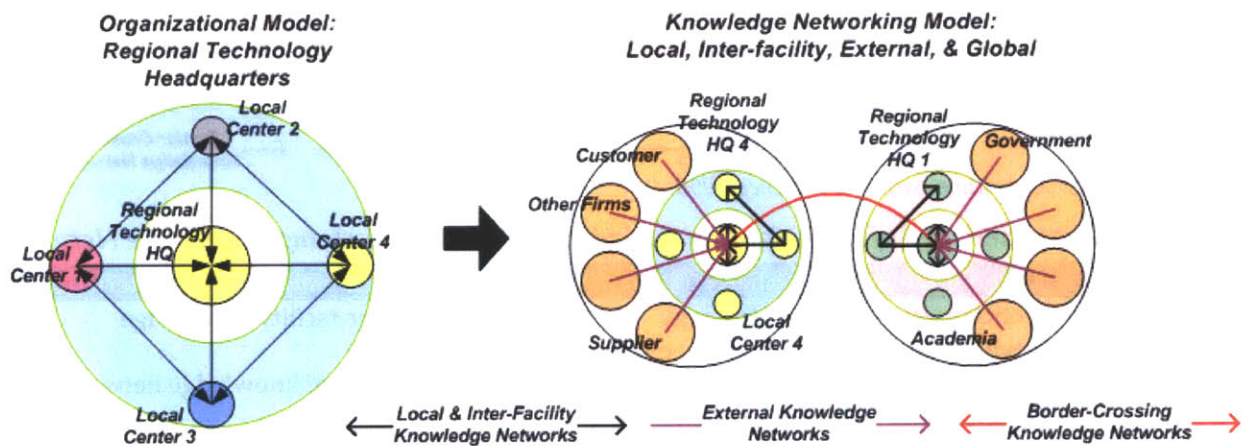 Organizational Model:
Regional Technology
Headquarters
Local
Center 2
Regional
Technology
HQ
Local
Center 1
Local
Center 4
Local
Center 3
Knowledge Networking Model:
Local, Inter-facility, External, & Global
Regional
Technology
HQ 4
Customer
Other Firms
Supplier
Local
Center 4
Regional
Technology
HQ 1
Government
Academia
Local & Inter-Facility
Knowledge Networks
External Knowledge
Networks
Border-Crossing
Knowledge Networks